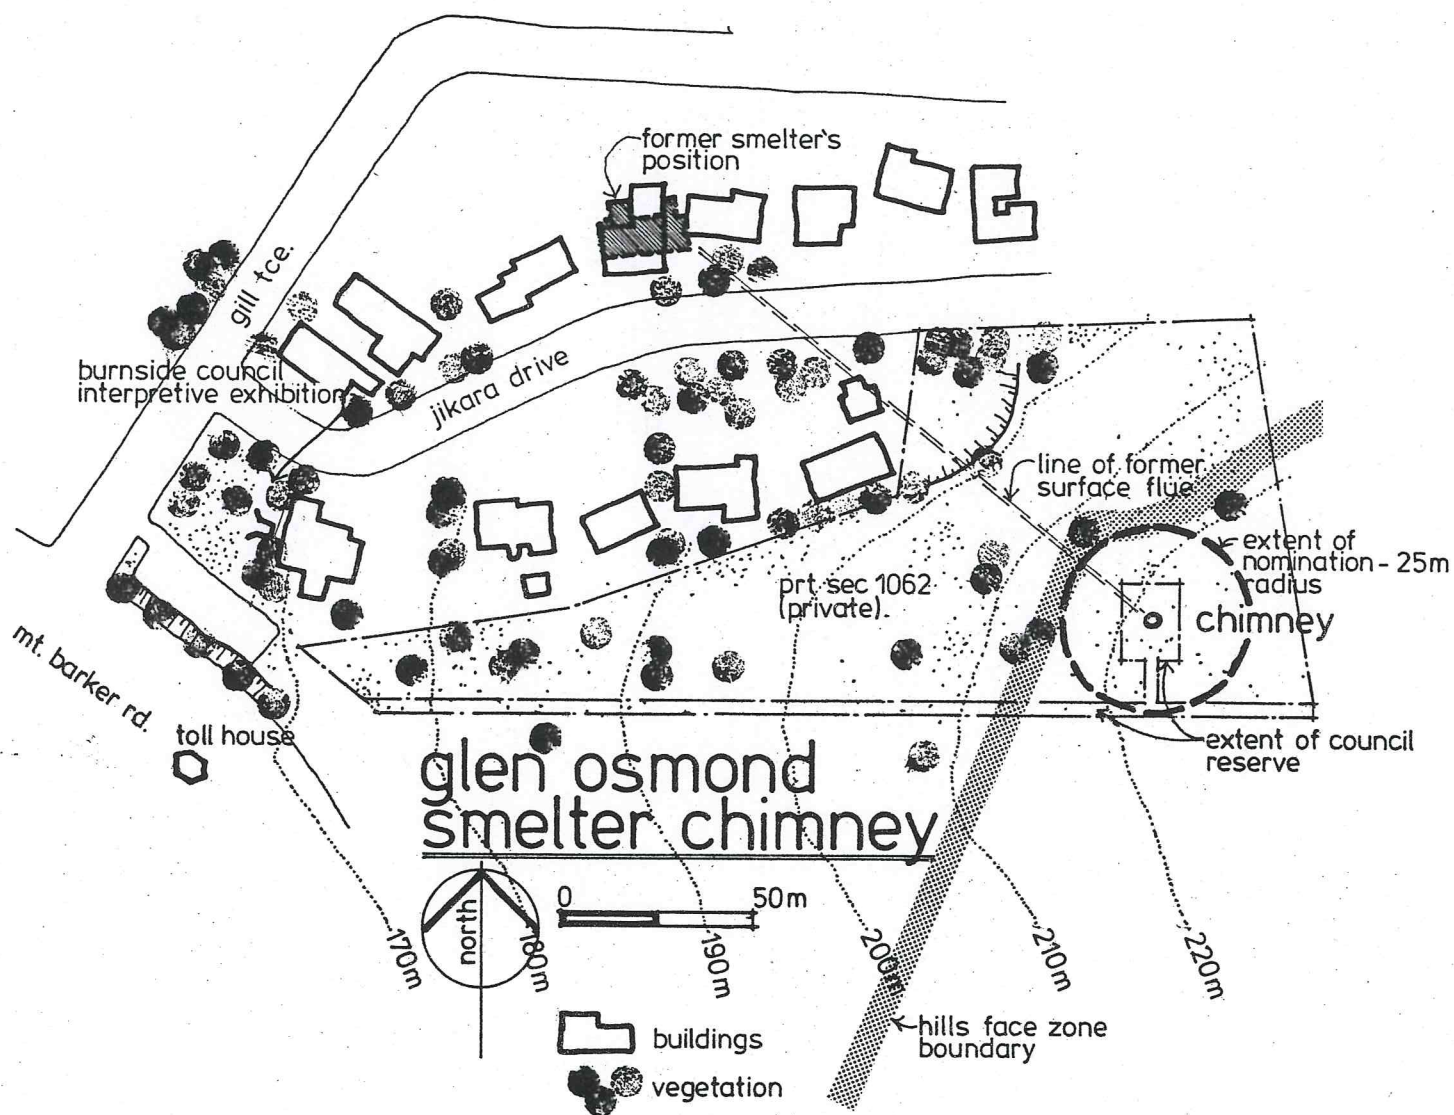 former smelter's
position
gill tce.
burnside council
interpretive exhibition
jikara drive
line of former
surface flue
extent of
nomination - 25m
radius
prt sec 1062
(private).
chimney
mt. barker rd.
toll house
extent of council
reserve
glen osmond
smelter chimney
0 50m
north
170m
180m
190m
200m
210m
220m
hills face zone
boundary
buildings
vegetation